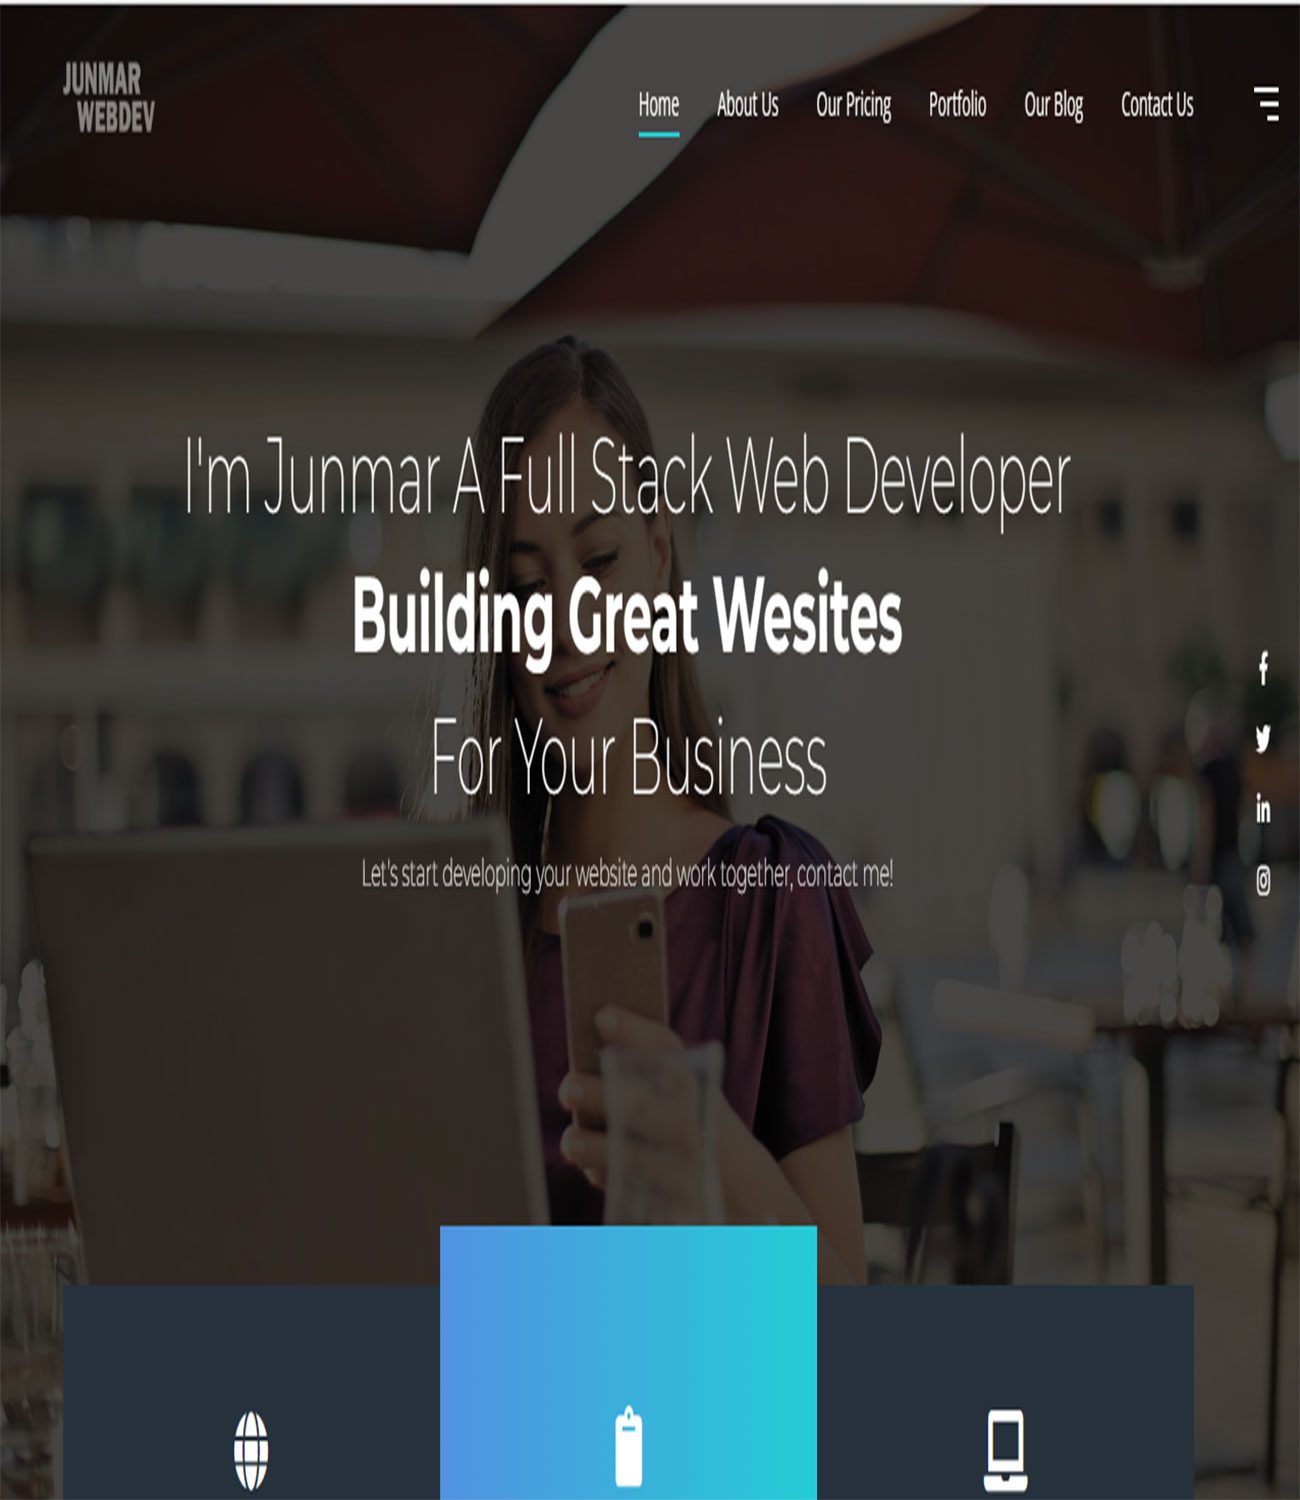 JUNMAR
WEBDEV
Home About Us Our Pricing Portfolio Our Blog Contact Us
I'm Junmar A Full Stack Web Developer
Building Great Wesites
For Your Business
Let's start developing your website and work together, contact me!